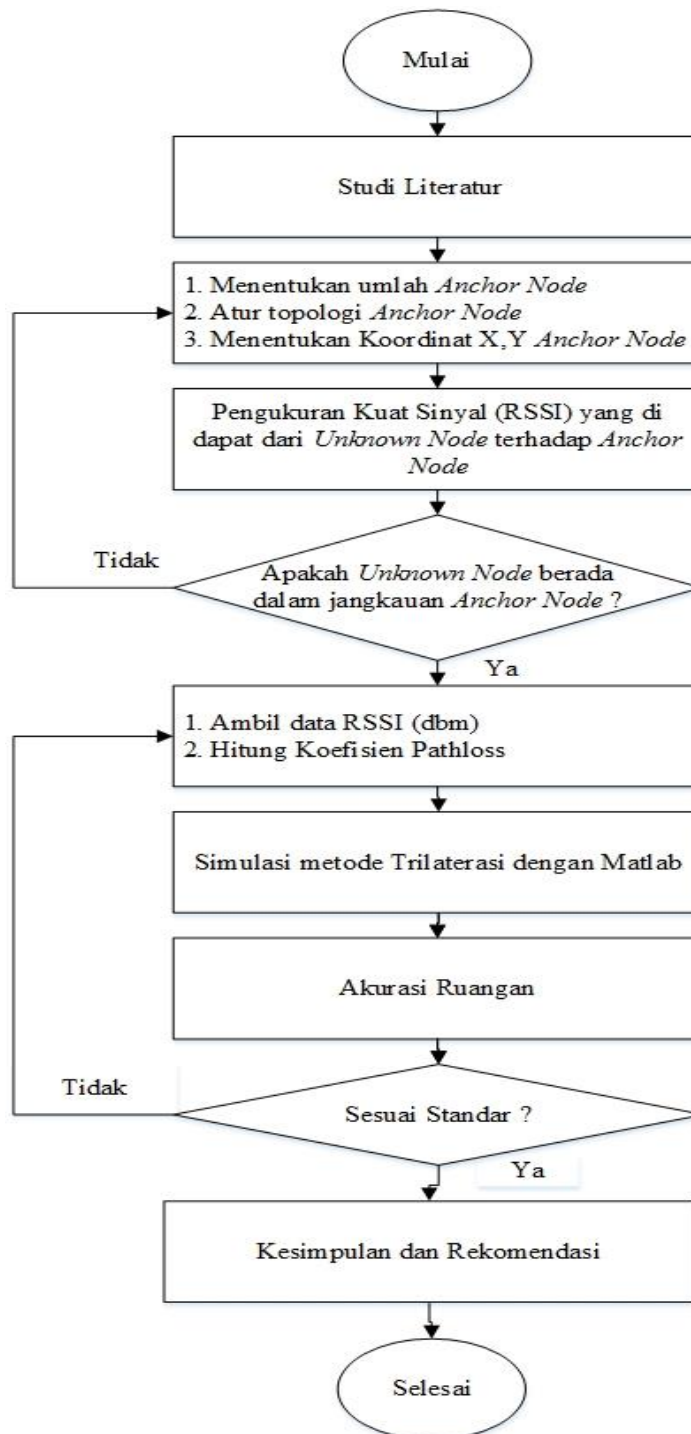 Mulai
Studi Literatur
1. Menentukan umlah Anchor Node
2. Atur topologi Anchor Node
3. Menentukan Koordinat X,Y Anchor Node
Pengukuran Kuat Sinyal (RSSI) yang di
dapat dari Unknown Node terhadap Anchor
Node
Tidak
Apakah Unknown Node berada
dalam jangkauan Anchor Node ?
Ya
1. Ambil data RSSI (dbm)
2. Hitung Koefisien Pathloss
Simulasi metode Trilaterasi dengan Matlab
Akurasi Ruangan
Tidak
Sesuai Standar ?
Ya
Kesimpulan dan Rekomendasi
Selesai